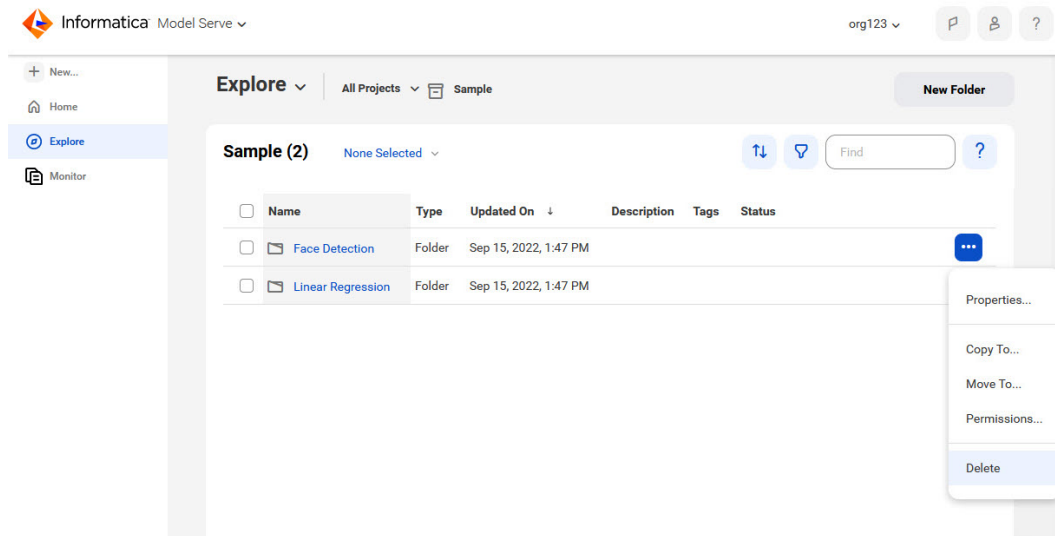 Informatica Model Serve org123 ?
New...
Home
Explore
Monitor
Explore All Projects Sample New Folder
Sample (2) None Selected Find ?
Name Type Updated On ↓ Description Tags Status
Face Detection Folder Sep 15, 2022, 1:47 PM
Linear Regression Folder Sep 15, 2022, 1:47 PM
Properties...
Copy To...
Move To...
Permissions...
Delete